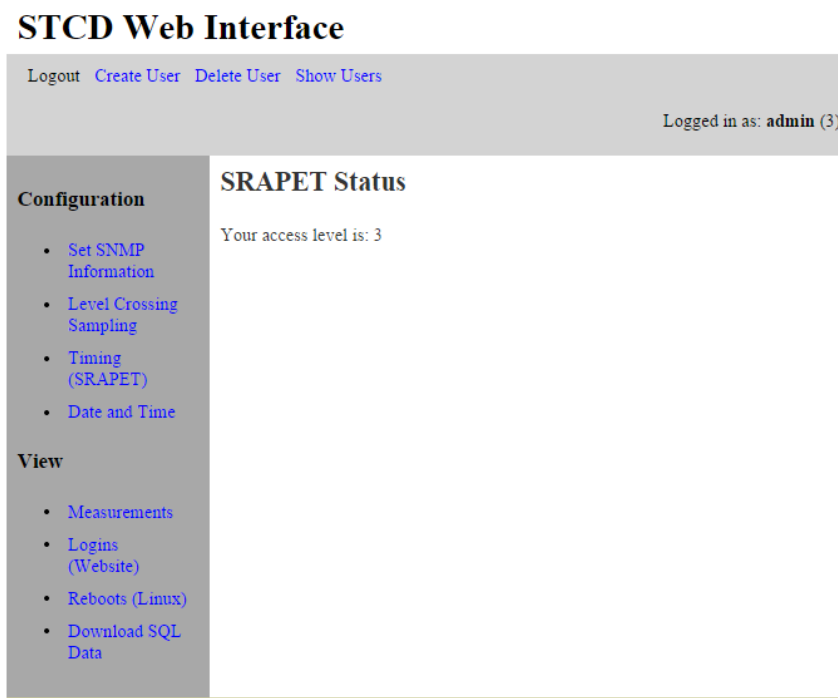 STCD Web Interface
Logout Create User Delete User Show Users
Logged in as: admin (3)
Configuration
• Set SNMP
Information
• Level Crossing
Sampling
• Timing
(SRAPET)
• Date and Time
View
• Measurements
• Logins
(Website)
• Reboots (Linux)
• Download SQL
Data
SRAPET Status
Your access level is: 3